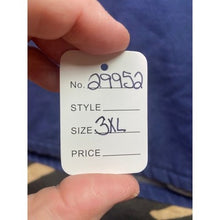 No. 29952
STYLE
SIZE 3XL
PRICE